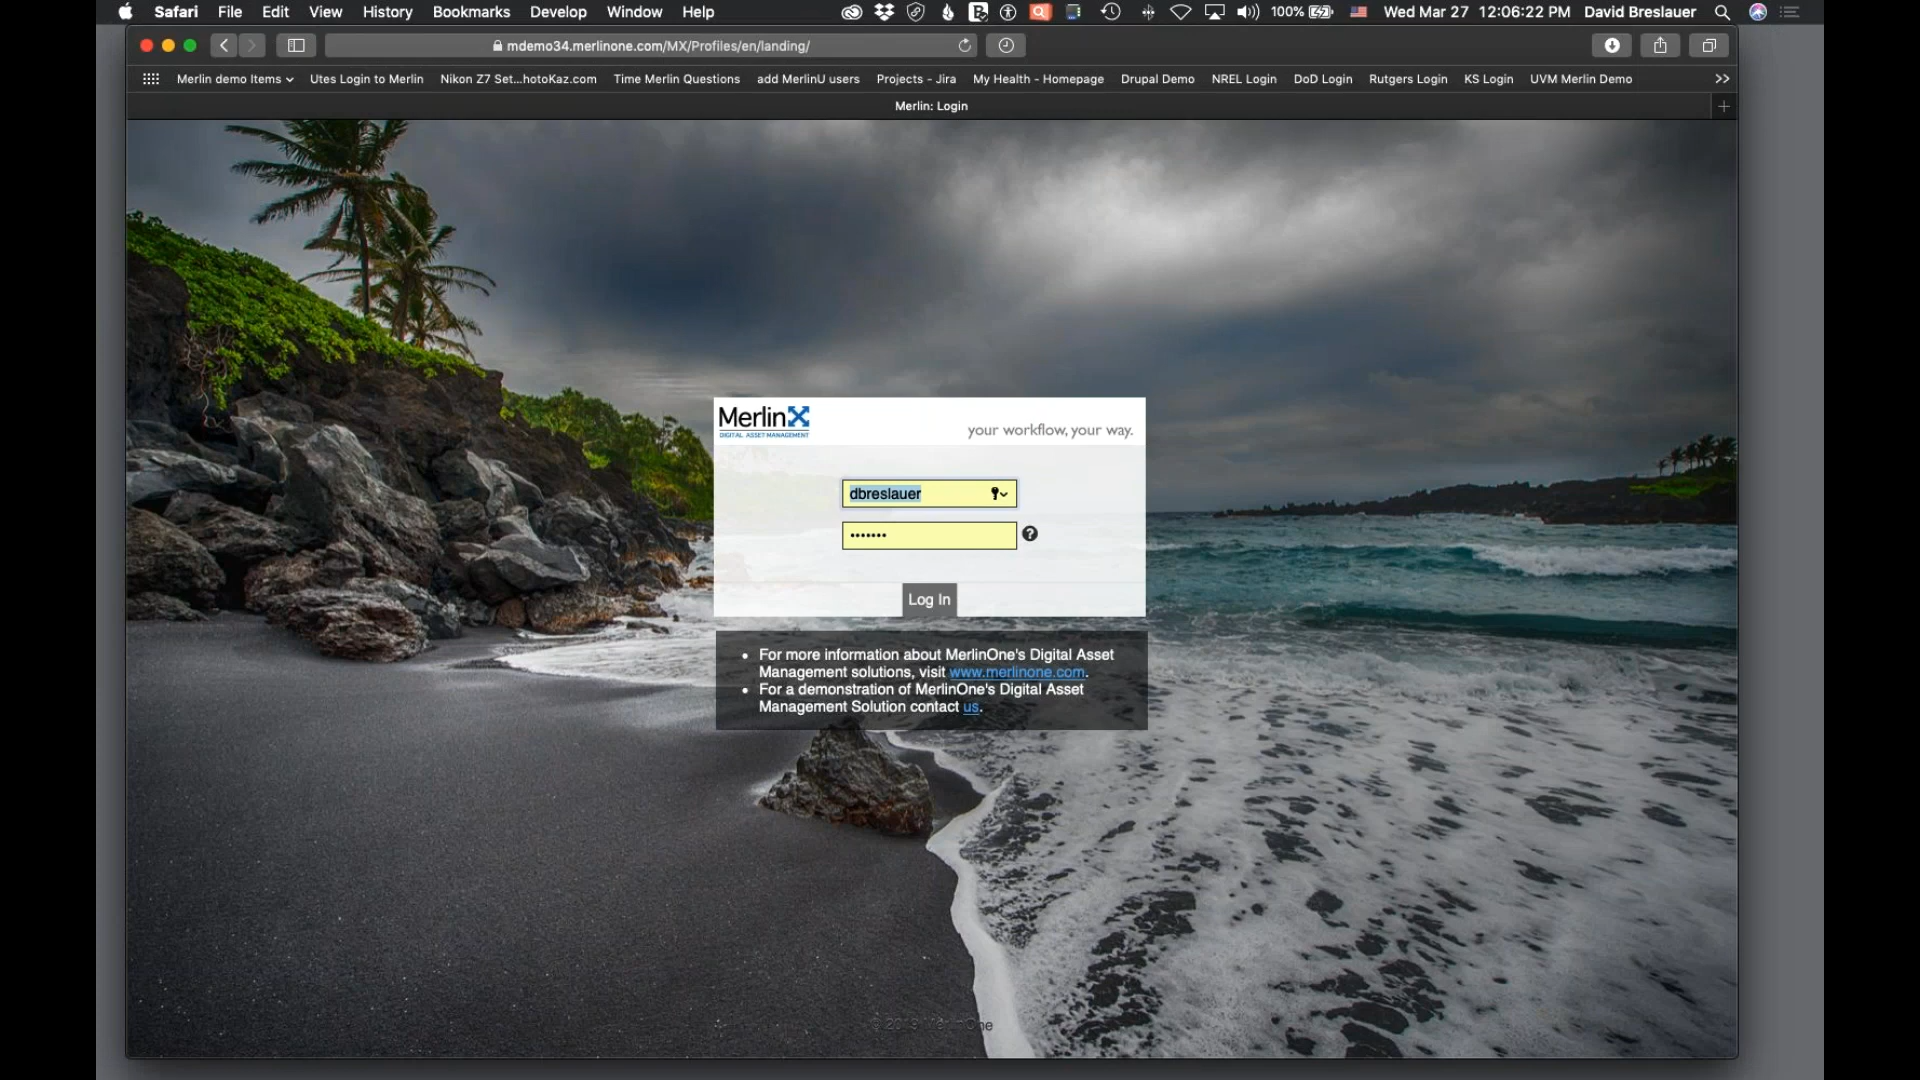 Safari File Edit View History Bookmarks Develop Window Help 100% Wed Mar 27 12:06:22 PM David Breslauer
mdemo34.merlinone.com/MX/Profiles/en/landing/
Merlin demo Items Utes Login to Merlin Nikon Z7 Set...hotoKaz.com Time Merlin Questions add MerlinU users Projects - Jira My Health - Homepage Drupal Demo NREL Login DoD Login Rutgers Login KS Login UVM Merlin Demo >>
Merlin: Login
MerlinX
DIGITAL ASSET MANAGEMENT
your workflow, your way.
dbreslauer
•••••••
Log In
• For more information about MerlinOne's Digital Asset
Management solutions, visit www.merlinone.com.
• For a demonstration of MerlinOne's Digital Asset
Management Solution contact us.